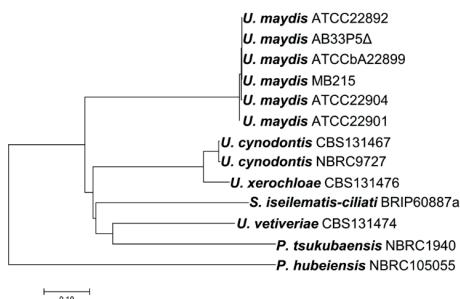 U. maydis ATCC22892
U. maydis AB33P5Δ
U. maydis ATCCbA22899
U. maydis MB215
U. maydis ATCC22904
U. maydis ATCC22901
U. cynodontis CBS131467
U. cynodontis NBRC9727
U. xerochloae CBS131476
S. iseilematis-ciliati BRIP60887a
U. vetiveriae CBS131474
P. tsukubaensis NBRC1940
P. hubeiensis NBRC105055